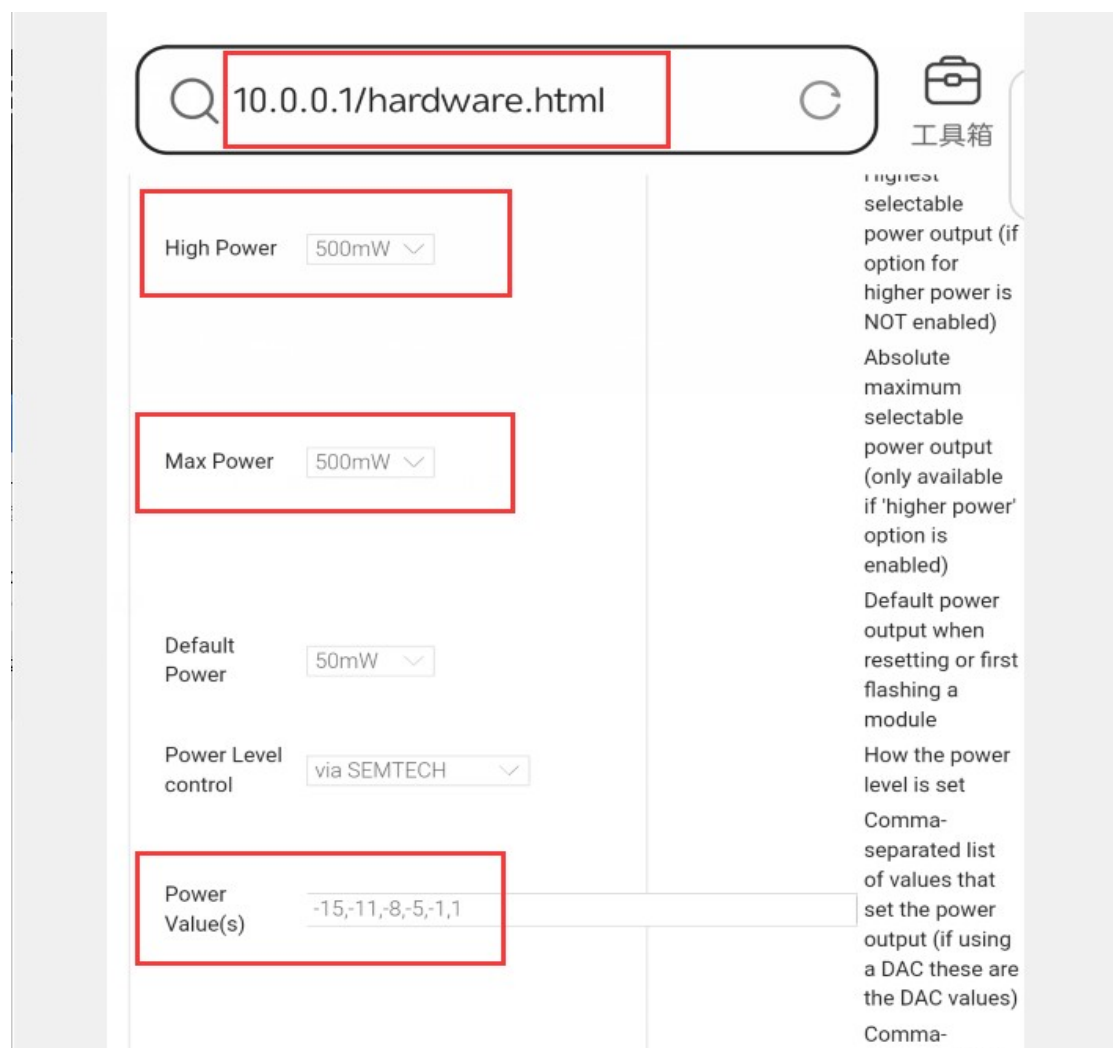 10.0.0.1/hardware.html
工具箱
High Power
500mW
Highest
selectable
power output (if
option for
higher power is
NOT enabled)
Max Power
500mW
Absolute
maximum
selectable
power output
(only available
if 'higher power'
option is
enabled)
Default
Power
50mW
Default power
output when
resetting or first
flashing a
module
Power Level
control
via SEMTECH
How the power
level is set
Power
Value(s)
-15,-11,-8,-5,-1,1
Comma-
separated list
of values that
set the power
output (if using
a DAC these are
the DAC values)
Comma-